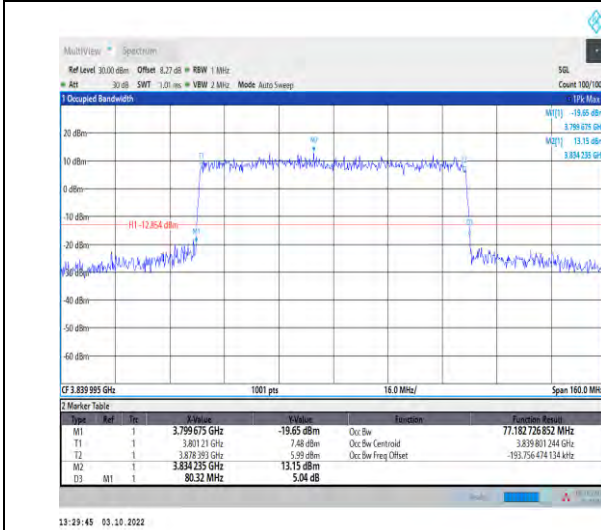 MultiView Spectrum
Ref Level 30.00 dBm Offset 8.27 dB RBW 1 MHz SGL
Att 30 dB SWT 1.01 ms VBW 2 MHz Mode Auto Sweep Count 100/100
1 Occupied Bandwidth 1Pk Max
M1[1] -19.65 dBm
3.799 675 GHz
M2[1] 13.15 dBm
3.834 235 GHz
20 dBm
M2
T1
10 dBm
0 dBm
-10 dBm
H1 -12.854 dBm
M1
-20 dBm
-30 dBm
-40 dBm
-50 dBm
-60 dBm
CF 3.839 995 GHz 1001 pts 16.0 MHz/ Span 160.0 MHz
2 Marker Table
Type Ref Trc X-Value Y-Value Function Function Result
M1 1 3.799 675 GHz -19.65 dBm Occ Bw 77.182 726 852 MHz
T1 1 3.801 21 GHz 7.48 dBm Occ Bw Centroid 3.839 801 244 GHz
T2 1 3.878 393 GHz 5.99 dBm Occ Bw Freq Offset -193.756 474 134 kHz
M2 1 3.834 235 GHz 13.15 dBm
D3 M1 1 80.32 MHz 5.04 dB
13:29:45 03.10.2022